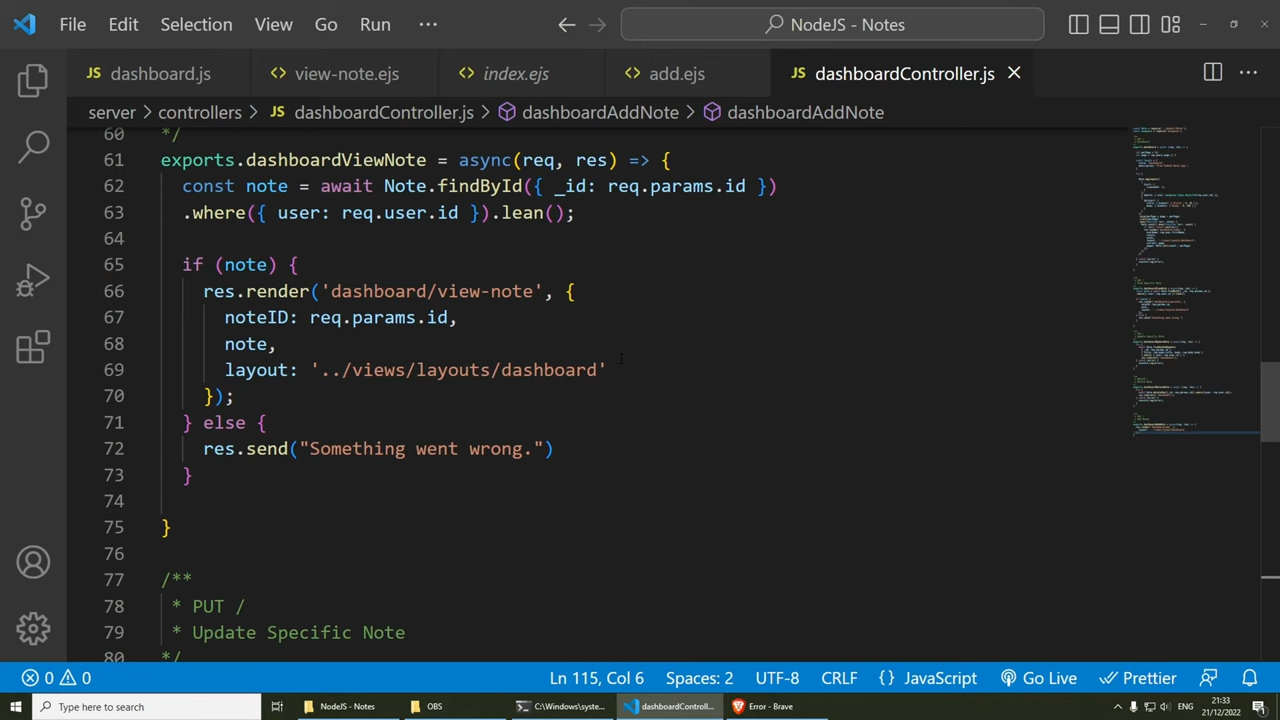 File Edit Selection View Go Run ··· NodeJS - Notes
JS dashboard.js <> view-note.ejs <> index.ejs <> add.ejs JS dashboardController.js
server > controllers > JS dashboardController.js > dashboardAddNote > dashboardAddNote
60 */
61 exports.dashboardViewNote = async(req, res) => {
62 const note = await Note.findById({ _id: req.params.id })
63 .where({ user: req.user.id }).lean();
64
65 if (note) {
66 res.render('dashboard/view-note', {
67 noteID: req.params.id,
68 note,
69 layout: '../views/layouts/dashboard'
70 });
71 } else {
72 res.send("Something went wrong.")
73 }
74
75 }
76
77 /**
78 * PUT /
79 * Update Specific Note
80 */
0 0 Ln 115, Col 6 Spaces: 2 UTF-8 CRLF {} JavaScript Go Live Prettier
Type here to search NodeJS - Notes OBS C:\Windows\syste... dashboardControll... Error - Brave ENG 21:33
21/12/2022